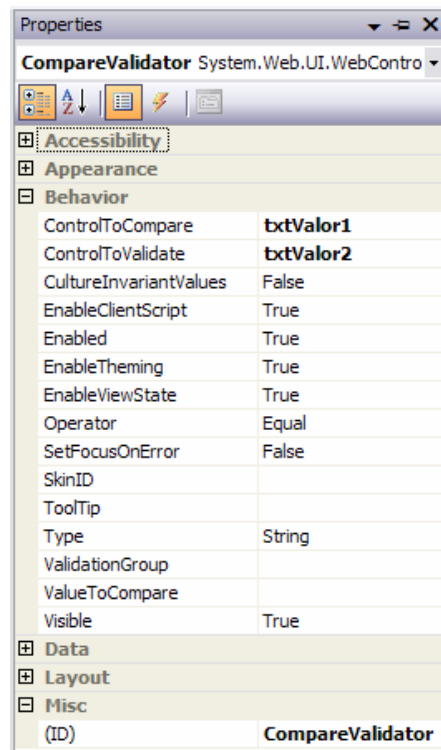 Properties
CompareValidator System.Web.UI.WebContro
A Z
Accessibility
Appearance
Behavior
ControlToCompare txtValor1
ControlToValidate txtValor2
CultureInvariantValues False
EnableClientScript True
Enabled True
EnableTheming True
EnableViewState True
Operator Equal
SetFocusOnError False
SkinID
ToolTip
Type String
ValidationGroup
ValueToCompare
Visible True
Data
Layout
Misc
(ID) CompareValidator